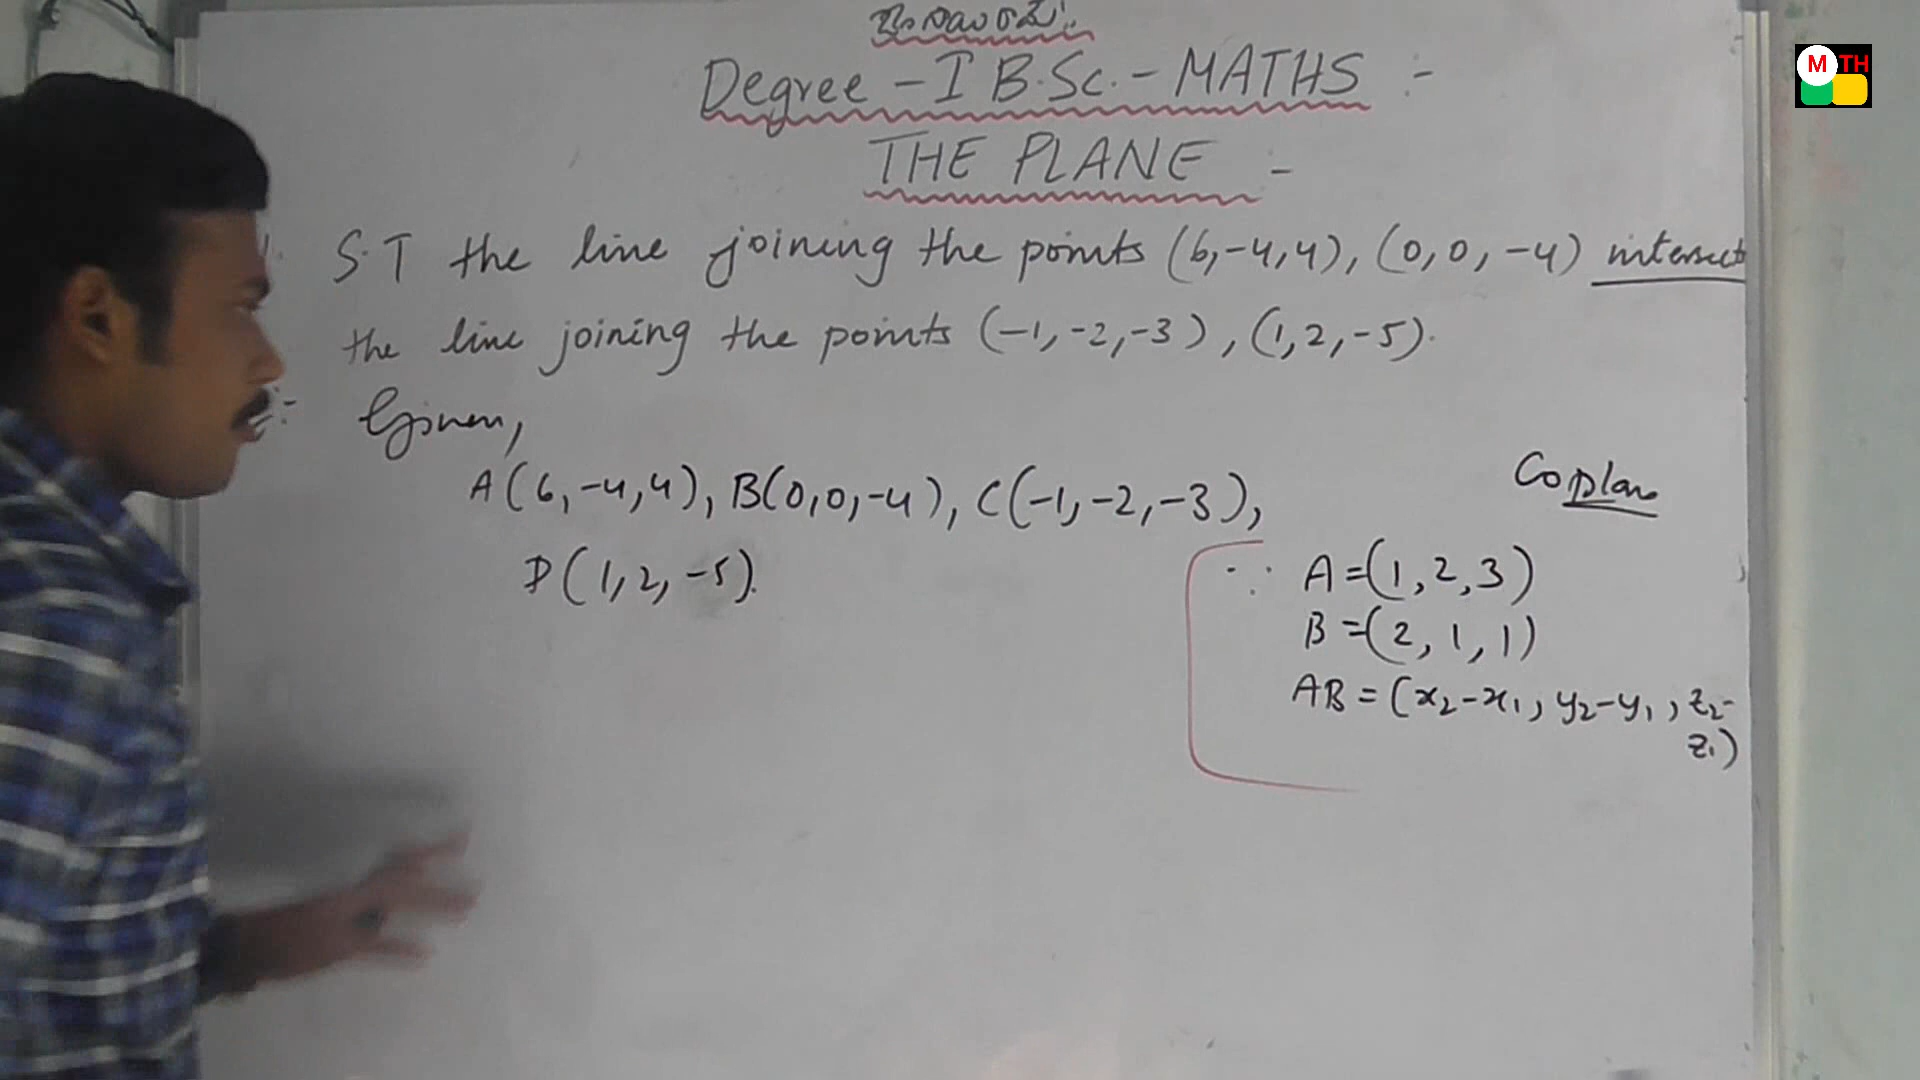 Degree - I B.Sc. - MATHS :-
THE PLANE -
S.T the line joining the points (6,-4,4), (0,0,-4) intersect
the line joining the points (-1,-2,-3), (1,2,-5).
:-
Given,
A(6,-4,4), B(0,0,-4), C(-1,-2,-3),
D(1,2,-5).
Coplan
∵ A=(1,2,3)
B=(2,1,1)
AB = (x₂-x₁, y₂-y₁, z₂-
z₁)
M TH